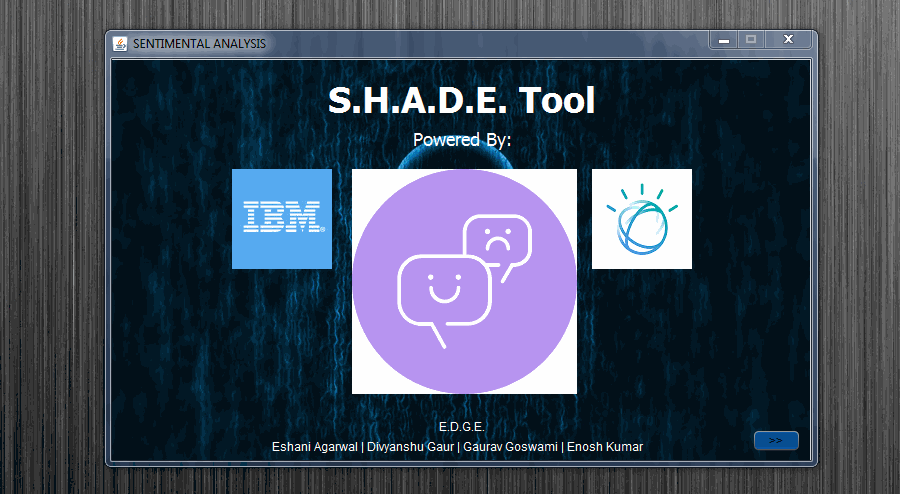 SENTIMENTAL ANALYSIS
S.H.A.D.E. Tool
Powered By:
IBM®
E.D.G.E.
Eshani Agarwal | Divyanshu Gaur | Gaurav Goswami | Enosh Kumar
>>